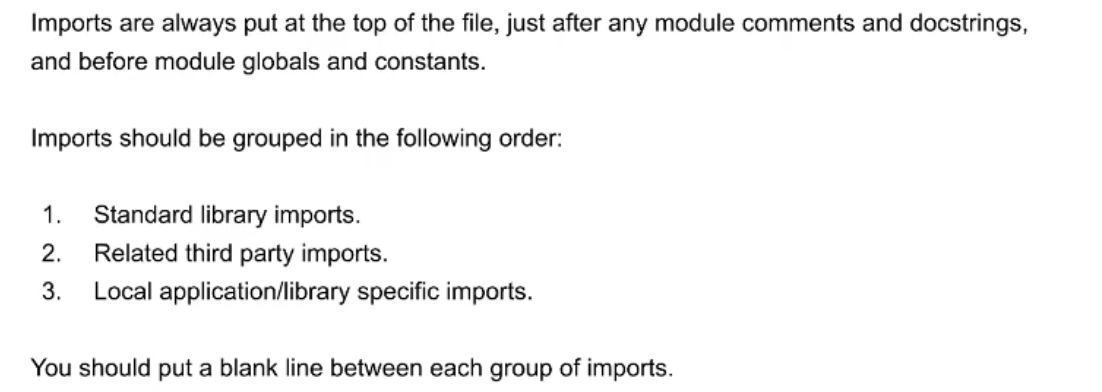 Imports are always put at the top of the file, just after any module comments and docstrings,
and before module globals and constants.
Imports should be grouped in the following order:
1. Standard library imports.
2. Related third party imports.
3. Local application/library specific imports.
You should put a blank line between each group of imports.